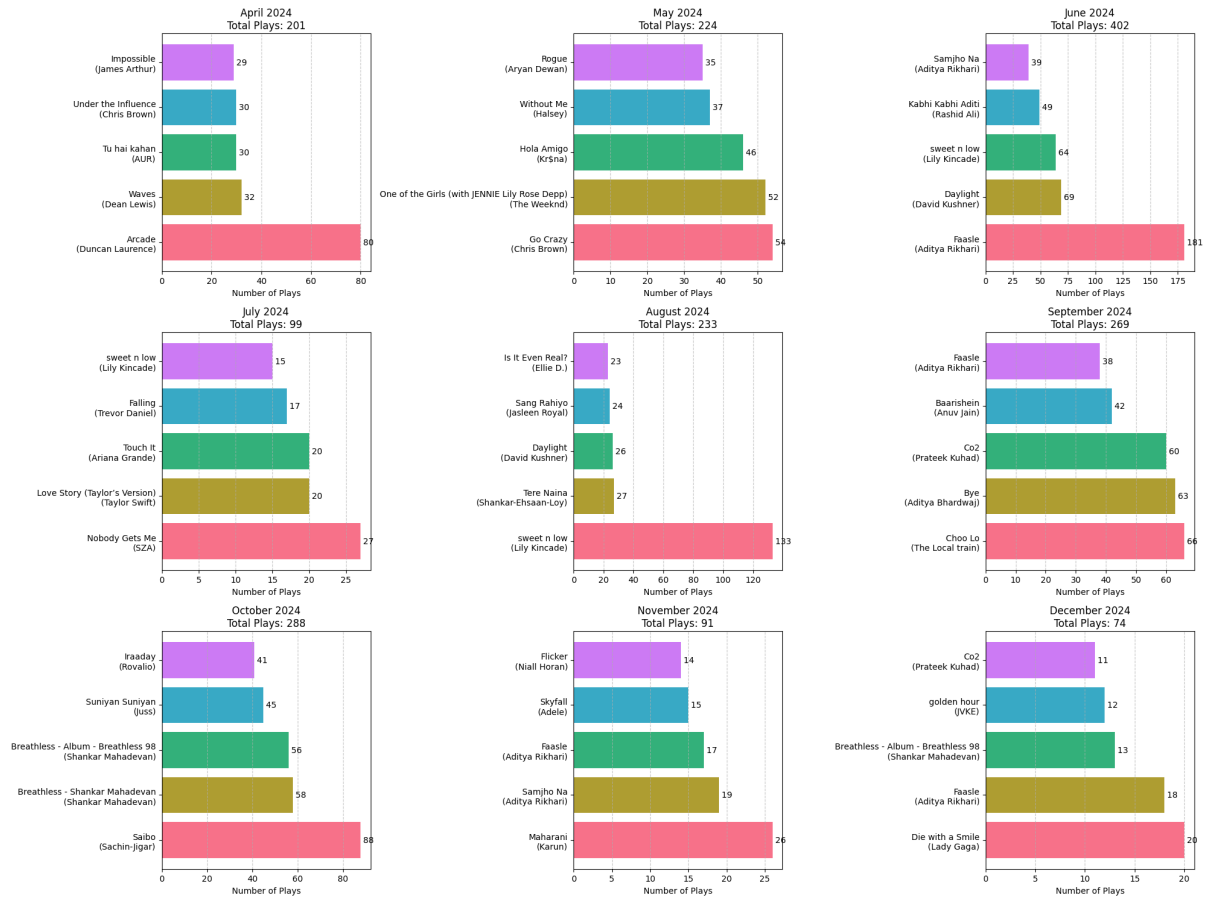 April 2024
Total Plays: 201
Impossible
(James Arthur)
29
Under the Influence
(Chris Brown)
30
Tu hai kahan
(AUR)
30
Waves
(Dean Lewis)
32
Arcade
(Duncan Laurence)
80
0 20 40 60 80
Number of Plays
May 2024
Total Plays: 224
Rogue
(Aryan Dewan)
35
Without Me
(Halsey)
37
Hola Amigo
(Kr$na)
46
One of the Girls (with JENNIE Lily Rose Depp)
(The Weeknd)
52
Go Crazy
(Chris Brown)
54
0 10 20 30 40 50
Number of Plays
June 2024
Total Plays: 402
Samjho Na
(Aditya Rikhari)
39
Kabhi Kabhi Aditi
(Rashid Ali)
49
sweet n low
(Lily Kincade)
64
Daylight
(David Kushner)
69
Faasle
(Aditya Rikhari)
181
0 25 50 75 100 125 150 175
Number of Plays
July 2024
Total Plays: 99
sweet n low
(Lily Kincade)
15
Falling
(Trevor Daniel)
17
Touch It
(Ariana Grande)
20
Love Story (Taylor’s Version)
(Taylor Swift)
20
Nobody Gets Me
(SZA)
27
0 5 10 15 20 25
Number of Plays
August 2024
Total Plays: 233
Is It Even Real?
(Ellie D.)
23
Sang Rahiyo
(Jasleen Royal)
24
Daylight
(David Kushner)
26
Tere Naina
(Shankar-Ehsaan-Loy)
27
sweet n low
(Lily Kincade)
133
0 20 40 60 80 100 120
Number of Plays
September 2024
Total Plays: 269
Faasle
(Aditya Rikhari)
38
Baarishein
(Anuv Jain)
42
Co2
(Prateek Kuhad)
60
Bye
(Aditya Bhardwaj)
63
Choo Lo
(The Local train)
66
0 10 20 30 40 50 60
Number of Plays
October 2024
Total Plays: 288
Iraaday
(Rovalio)
41
Suniyan Suniyan
(Juss)
45
Breathless - Album - Breathless 98
(Shankar Mahadevan)
56
Breathless - Shankar Mahadevan
(Shankar Mahadevan)
58
Saibo
(Sachin-Jigar)
88
0 20 40 60 80
Number of Plays
November 2024
Total Plays: 91
Flicker
(Niall Horan)
14
Skyfall
(Adele)
15
Faasle
(Aditya Rikhari)
17
Samjho Na
(Aditya Rikhari)
19
Maharani
(Karun)
26
0 5 10 15 20 25
Number of Plays
December 2024
Total Plays: 74
Co2
(Prateek Kuhad)
11
golden hour
(JVKE)
12
Breathless - Album - Breathless 98
(Shankar Mahadevan)
13
Faasle
(Aditya Rikhari)
18
Die with a Smile
(Lady Gaga)
20
0 5 10 15 20
Number of Plays